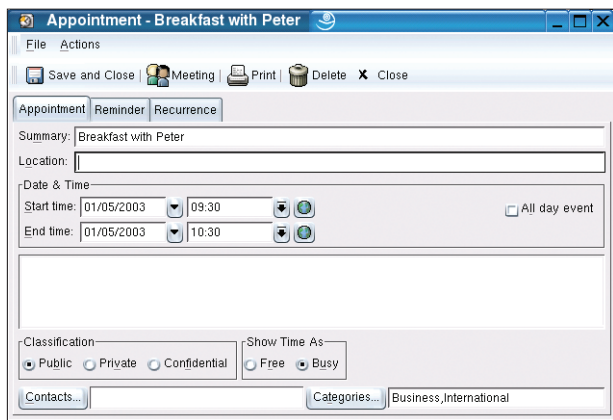 Appointment - Breakfast with Peter
File Actions
Save and Close Meeting Print Delete X Close
Appointment Reminder Recurrence
Summary: Breakfast with Peter
Location:
Date & Time
Start time: 01/05/2003 09:30 All day event
End time: 01/05/2003 10:30
Classification Show Time As
Public Private Confidential Free Busy
Contacts... Categories... Business,International